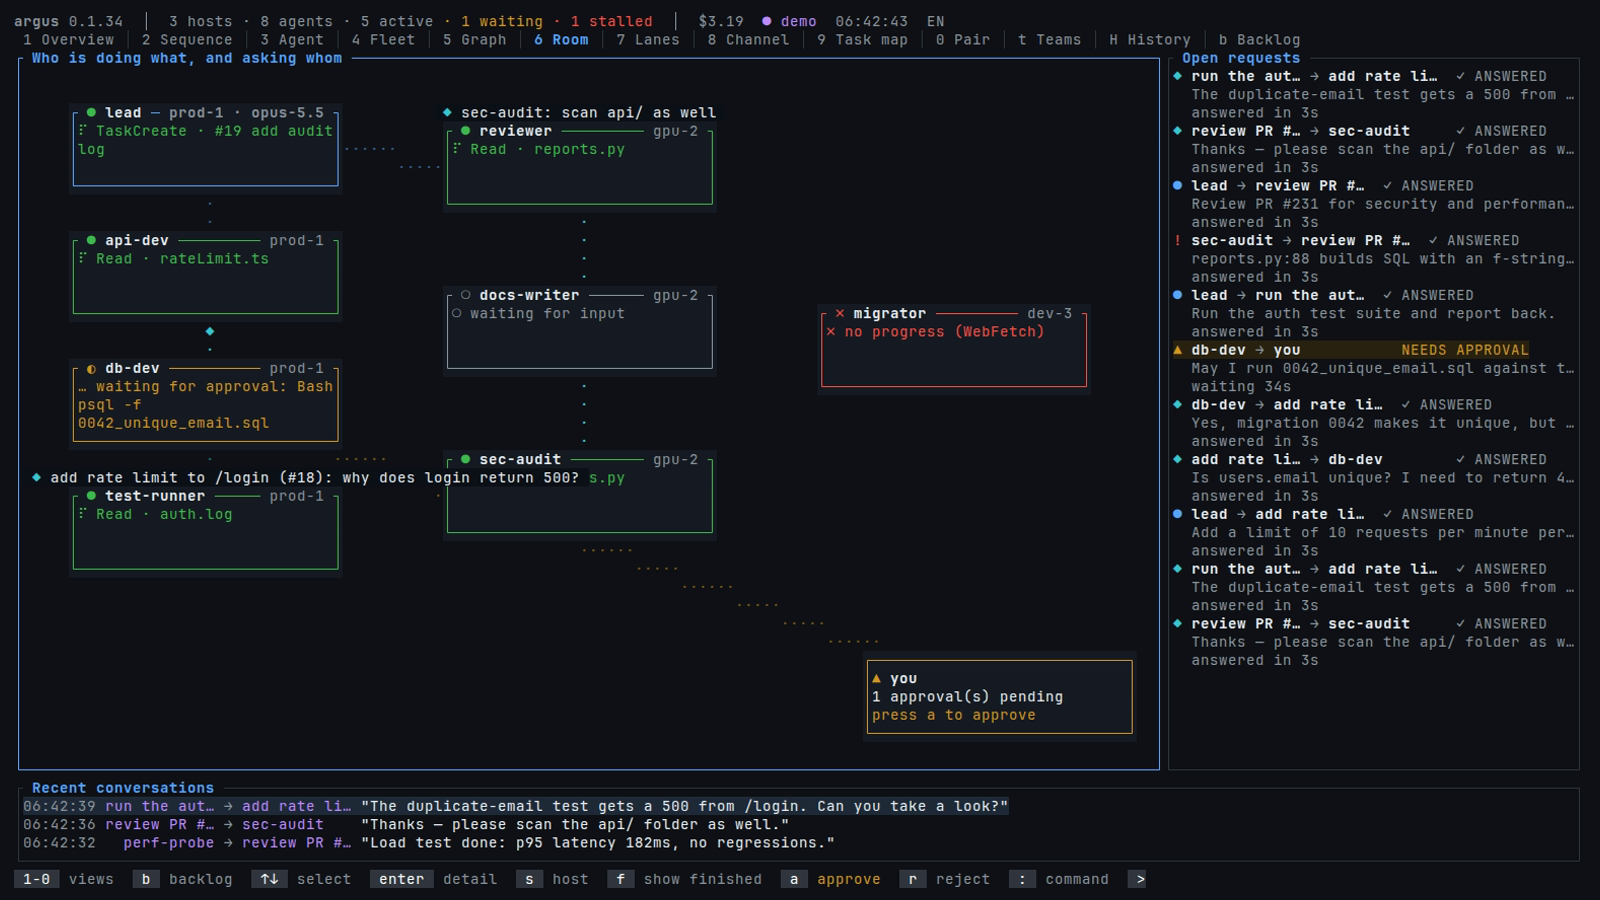 argus 0.1.34 │ 3 hosts · 8 agents · 5 active · 1 waiting · 1 stalled │ $3.19 ● demo 06:42:43 EN
1 Overview │ 2 Sequence │ 3 Agent │ 4 Fleet │ 5 Graph │ 6 Room │ 7 Lanes │ 8 Channel │ 9 Task map │ 0 Pair │ t Teams │ H History │ b Backlog
Who is doing what, and asking whom
● lead — prod-1 · opus-5.5
TaskCreate · #19 add audit
log
◆ sec-audit: scan api/ as well
● reviewer gpu-2
Read · reports.py
● api-dev prod-1
Read · rateLimit.ts
○ docs-writer gpu-2
○ waiting for input
✕ migrator dev-3
✕ no progress (WebFetch)
◐ db-dev prod-1
… waiting for approval: Bash
psql -f
0042_unique_email.sql
● sec-audit gpu-2
◆ add rate limit to /login (#18): why does login return 500? s.py
● test-runner prod-1
Read · auth.log
▲ you
1 approval(s) pending
press a to approve
Open requests
◆ run the aut… → add rate li… ✓ ANSWERED
The duplicate-email test gets a 500 from …
answered in 3s
◆ review PR #… → sec-audit ✓ ANSWERED
Thanks — please scan the api/ folder as w…
answered in 3s
● lead → review PR #… ✓ ANSWERED
Review PR #231 for security and performan…
answered in 3s
! sec-audit → review PR #… ✓ ANSWERED
reports.py:88 builds SQL with an f-string…
answered in 3s
● lead → run the aut… ✓ ANSWERED
Run the auth test suite and report back.
answered in 3s
▲ db-dev → you NEEDS APPROVAL
May I run 0042_unique_email.sql against t…
waiting 34s
◆ db-dev → add rate li… ✓ ANSWERED
Yes, migration 0042 makes it unique, but …
answered in 3s
◆ add rate li… → db-dev ✓ ANSWERED
Is users.email unique? I need to return 4…
answered in 3s
● lead → add rate li… ✓ ANSWERED
Add a limit of 10 requests per minute per…
answered in 3s
◆ run the aut… → add rate li… ✓ ANSWERED
The duplicate-email test gets a 500 from …
answered in 3s
◆ review PR #… → sec-audit ✓ ANSWERED
Thanks — please scan the api/ folder as w…
answered in 3s
Recent conversations
06:42:39 run the aut… → add rate li… "The duplicate-email test gets a 500 from /login. Can you take a look?"
06:42:36 review PR #… → sec-audit "Thanks — please scan the api/ folder as well."
06:42:32 perf-probe → review PR #… "Load test done: p95 latency 182ms, no regressions."
1-0 views b backlog ↑↓ select enter detail s host f show finished a approve r reject : command >